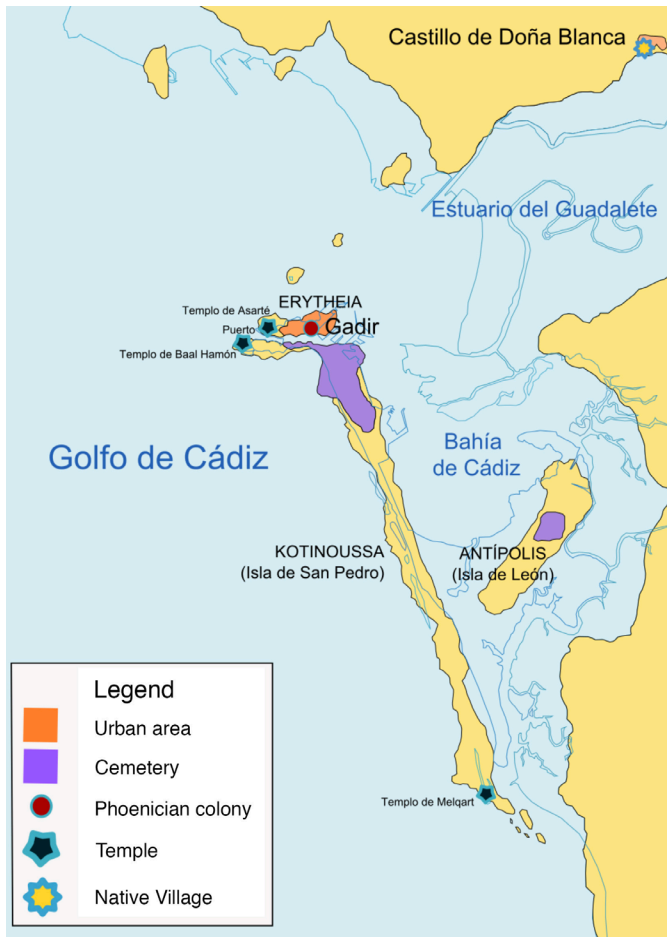 Castillo de Doña Blanca
Estuario del Guadalete
ERYTHEIA
Templo de Asarté
Gadir
Puerto
Templo de Baal Hamón
Golfo de Cádiz
Bahía
de Cádiz
KOTINOUSSA
(Isla de San Pedro)
ANTÍPOLIS
(Isla de León)
Templo de Melqart
Legend
Urban area
Cemetery
Phoenician colony
Temple
Native Village